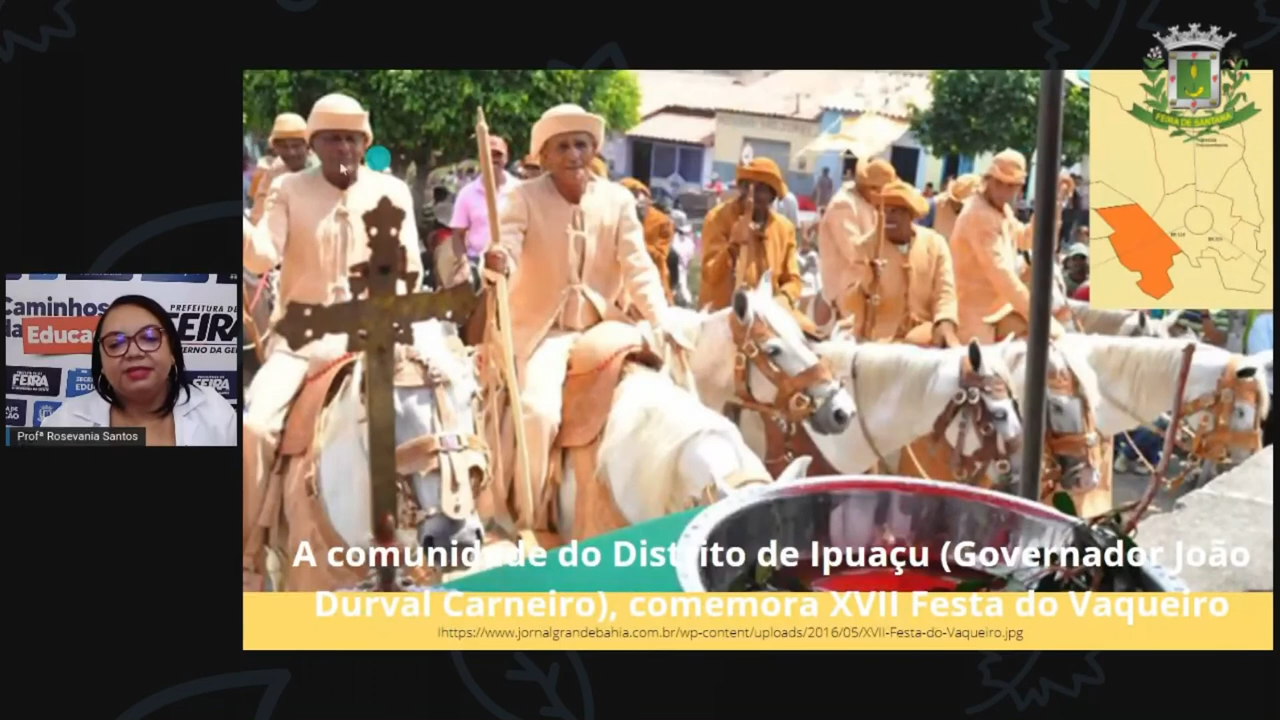 FEIRA DE SANTANA
Caminhos
da Educa
PREFEITURA DE
FEIRA
FEIRA
Profª Rosevania Santos
A comunidade do Distrito de Ipuaçu (Governador João
Durval Carneiro), comemora XVII Festa do Vaqueiro
lhttps://www.jornalgrandebahia.com.br/wp-content/uploads/2016/05/XVII-Festa-do-Vaqueiro.jpg